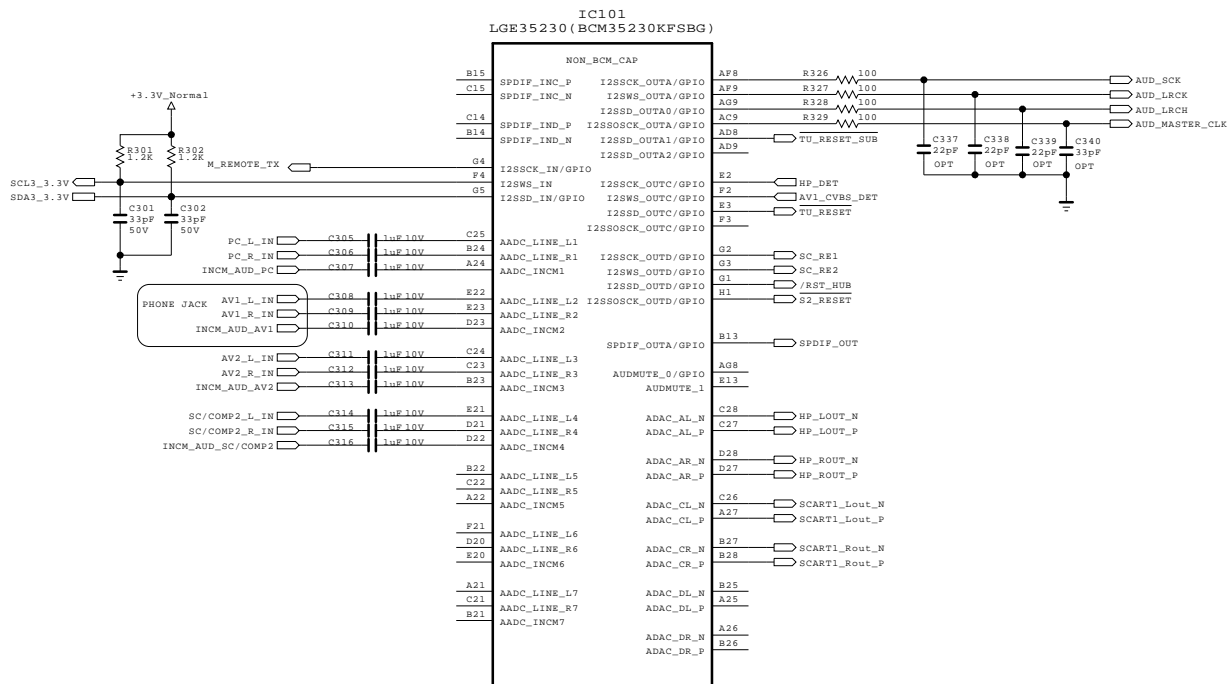 IC101
LGE35230(BCM35230KFSBG)
NON_BCM_CAP
+3.3V_Normal
R301
1.2K
R302
1.2K
M_REMOTE_TX
SCL3_3.3V
SDA3_3.3V
C301
33pF
50V
C302
33pF
50V
B15 SPDIF_INC_P
C15 SPDIF_INC_N
C14 SPDIF_IND_P
B14 SPDIF_IND_N
G4 I2SSCK_IN/GPIO
F4 I2SWS_IN
G5 I2SSD_IN/GPIO
PC_L_IN C305 1uF 10V C25 AADC_LINE_L1
PC_R_IN C306 1uF 10V B24 AADC_LINE_R1
INCM_AUD_PC C307 1uF 10V A24 AADC_INCM1
PHONE JACK
AV1_L_IN C308 1uF 10V E22 AADC_LINE_L2
AV1_R_IN C309 1uF 10V E23 AADC_LINE_R2
INCM_AUD_AV1 C310 1uF 10V D23 AADC_INCM2
AV2_L_IN C311 1uF 10V C24 AADC_LINE_L3
AV2_R_IN C312 1uF 10V C23 AADC_LINE_R3
INCM_AUD_AV2 C313 1uF 10V B23 AADC_INCM3
SC/COMP2_L_IN C314 1uF 10V E21 AADC_LINE_L4
SC/COMP2_R_IN C315 1uF 10V D21 AADC_LINE_R4
INCM_AUD_SC/COMP2 C316 1uF 10V D22 AADC_INCM4
B22 AADC_LINE_L5
C22 AADC_LINE_R5
A22 AADC_INCM5
F21 AADC_LINE_L6
D20 AADC_LINE_R6
E20 AADC_INCM6
A21 AADC_LINE_L7
C21 AADC_LINE_R7
B21 AADC_INCM7
I2SSCK_OUTA/GPIO AF8 R326 100 AUD_SCK
I2SWS_OUTA/GPIO AF9 R327 100 AUD_LRCK
I2SSD_OUTA0/GPIO AG9 R328 100 AUD_LRCH
I2SSOSCK_OUTA/GPIO AC9 R329 100 AUD_MASTER_CLK
I2SSD_OUTA1/GPIO AD8 TU_RESET_SUB
I2SSD_OUTA2/GPIO AD9
C337
22pF
OPT
C338
22pF
OPT
C339
22pF
OPT
C340
33pF
OPT
I2SSCK_OUTC/GPIO E2 HP_DET
I2SWS_OUTC/GPIO F2 AV1_CVBS_DET
I2SSD_OUTC/GPIO E3 TU_RESET
I2SSOSCK_OUTC/GPIO F3
I2SSCK_OUTD/GPIO G2 SC_RE1
I2SWS_OUTD/GPIO G3 SC_RE2
I2SSD_OUTD/GPIO G1 /RST_HUB
I2SSOSCK_OUTD/GPIO H1 S2_RESET
SPDIF_OUTA/GPIO B13 SPDIF_OUT
AUDMUTE_0/GPIO AG8
AUDMUTE_1 E13
ADAC_AL_N C28 HP_LOUT_N
ADAC_AL_P C27 HP_LOUT_P
ADAC_AR_N D28 HP_ROUT_N
ADAC_AR_P D27 HP_ROUT_P
ADAC_CL_N C26 SCART1_Lout_N
ADAC_CL_P A27 SCART1_Lout_P
ADAC_CR_N B27 SCART1_Rout_N
ADAC_CR_P B28 SCART1_Rout_P
ADAC_DL_N B25
ADAC_DL_P A25
ADAC_DR_N A26
ADAC_DR_P B26